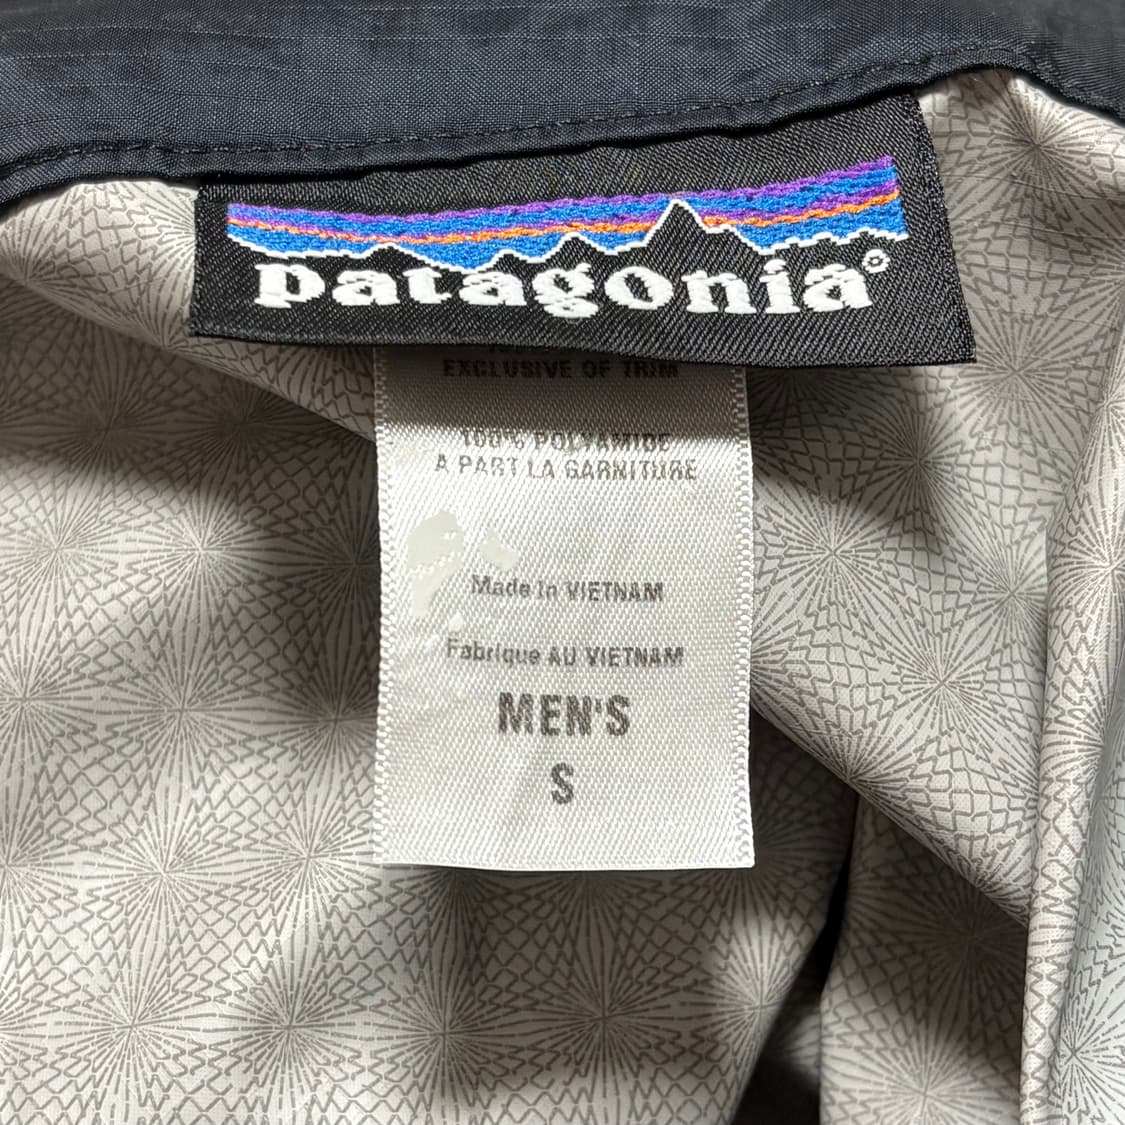 patagonia®
EXCLUSIVE OF TRIM
100% POLYAMIDE
A PART LA GARNITURE
Made in VIETNAM
Fabrique AU VIETNAM
MEN'S
S